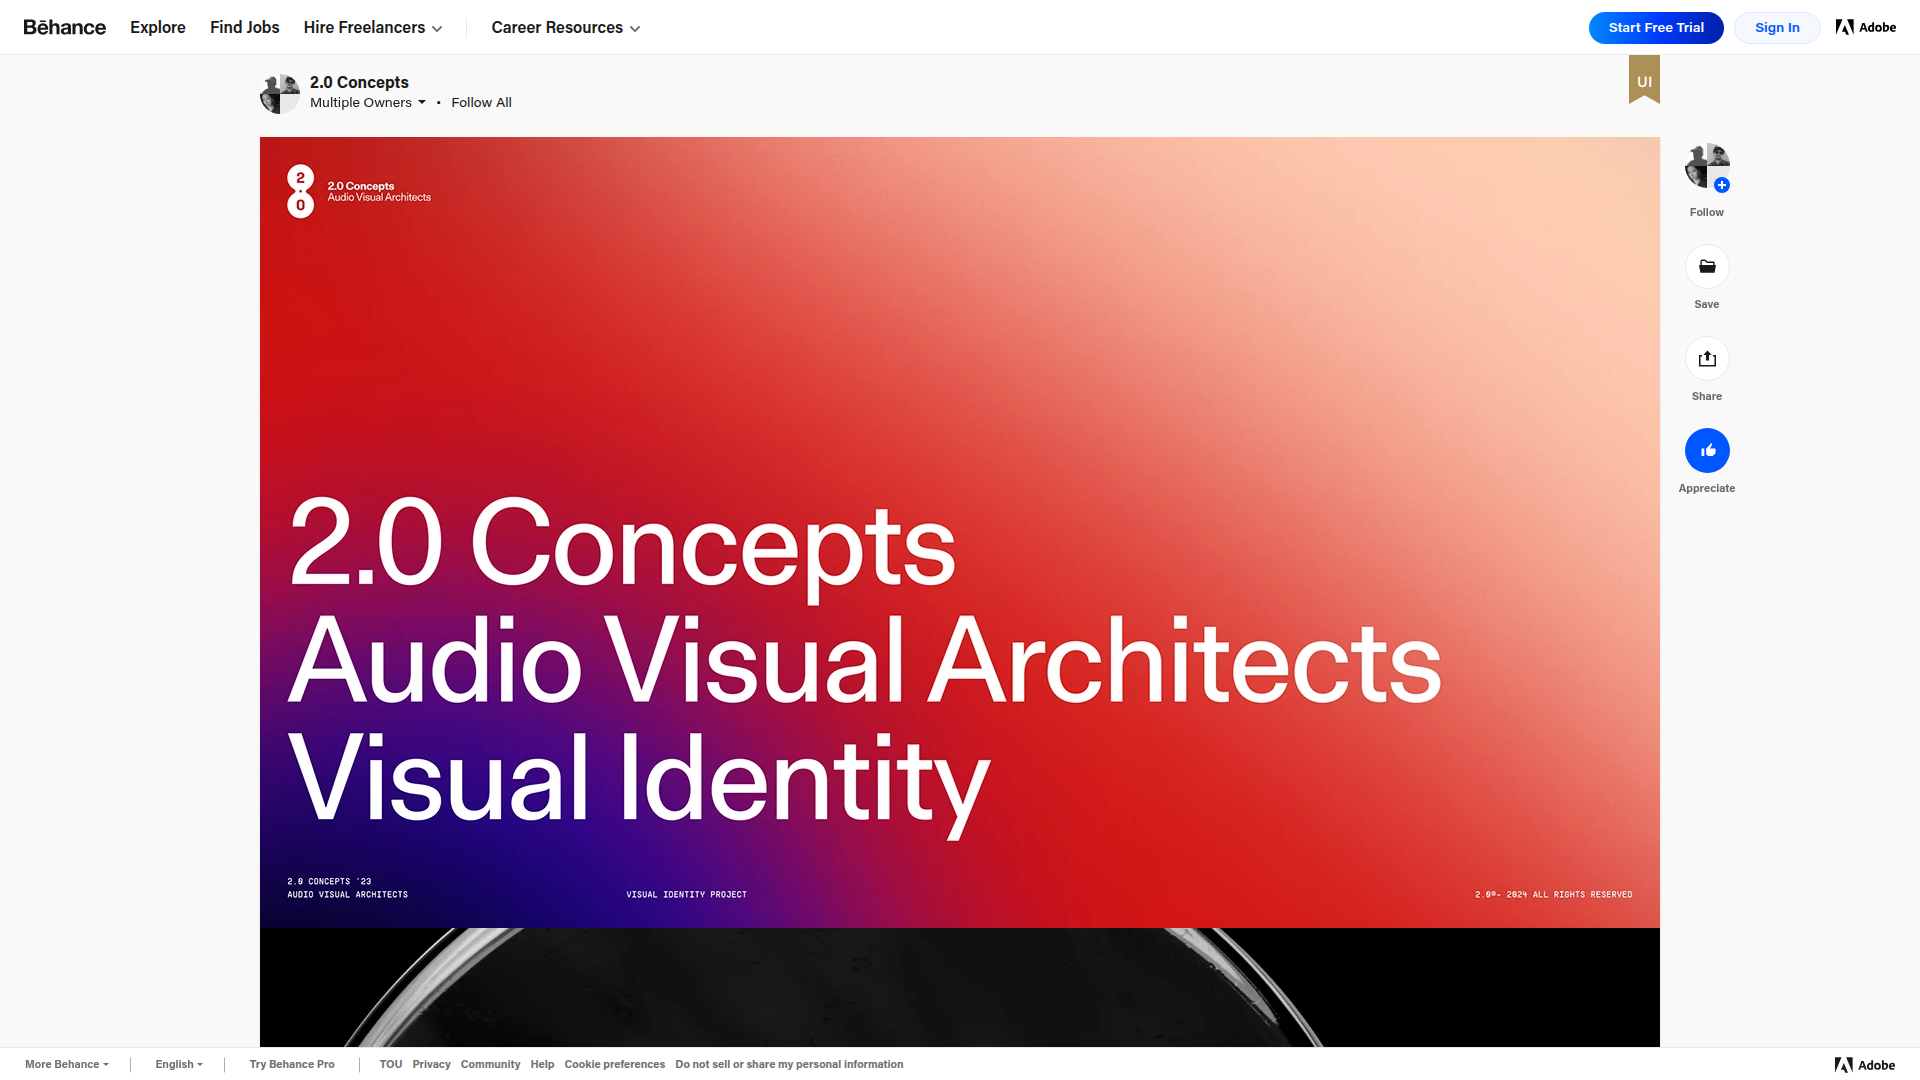 Bēhance
Explore
Find Jobs
Hire Freelancers
Career Resources
Start Free Trial
Sign In
Adobe
2.0 Concepts
Multiple Owners
Follow All
UI
2
0
2.0 Concepts
Audio Visual Architects
2.0 Concepts
Audio Visual Architects
Visual Identity
2.0 CONCEPTS '23
AUDIO VISUAL ARCHITECTS
VISUAL IDENTITY PROJECT
2.0®- 2024 ALL RIGHTS RESERVED
Follow
Save
Share
Appreciate
More Behance
English
Try Behance Pro
TOU
Privacy
Community
Help
Cookie preferences
Do not sell or share my personal information
Adobe